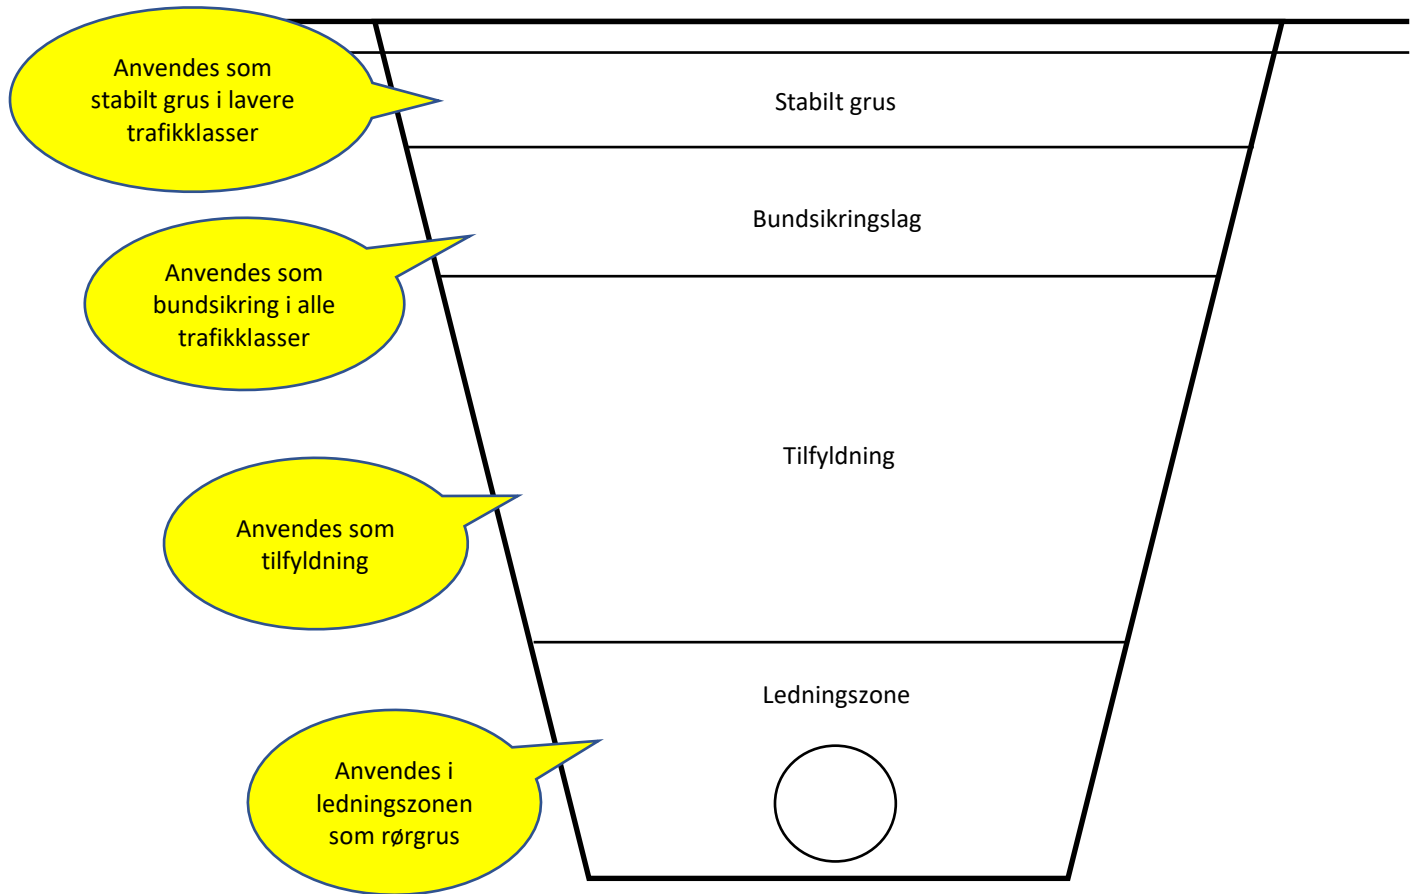 Anvendes som
stabilt grus i lavere
trafikklasser
Stabilt grus
Bundsikringslag
Anvendes som
bundsikring i alle
trafikklasser
Tilfyldning
Anvendes som
tilfyldning
Ledningszone
Anvendes i
ledningszonen
som rørgrus